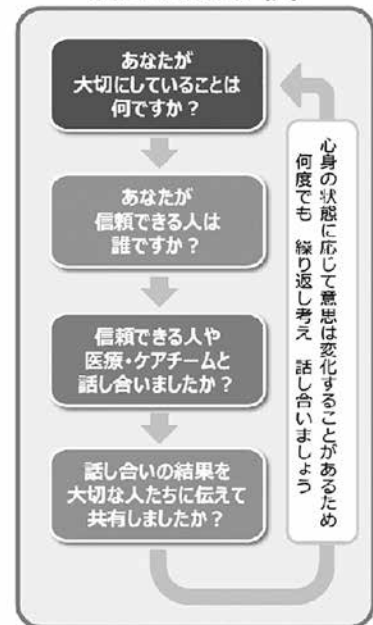 あなたが
大切にしていることは
何ですか？
あなたが
信頼できる人は
誰ですか？
信頼できる人や
医療・ケアチームと
話し合いましたか？
話し合いの結果を
大切な人たちに伝えて
共有しましたか？
心身の状態に応じて意思は変化することがあるため
何度でも　繰り返し考え　話し合いましょう